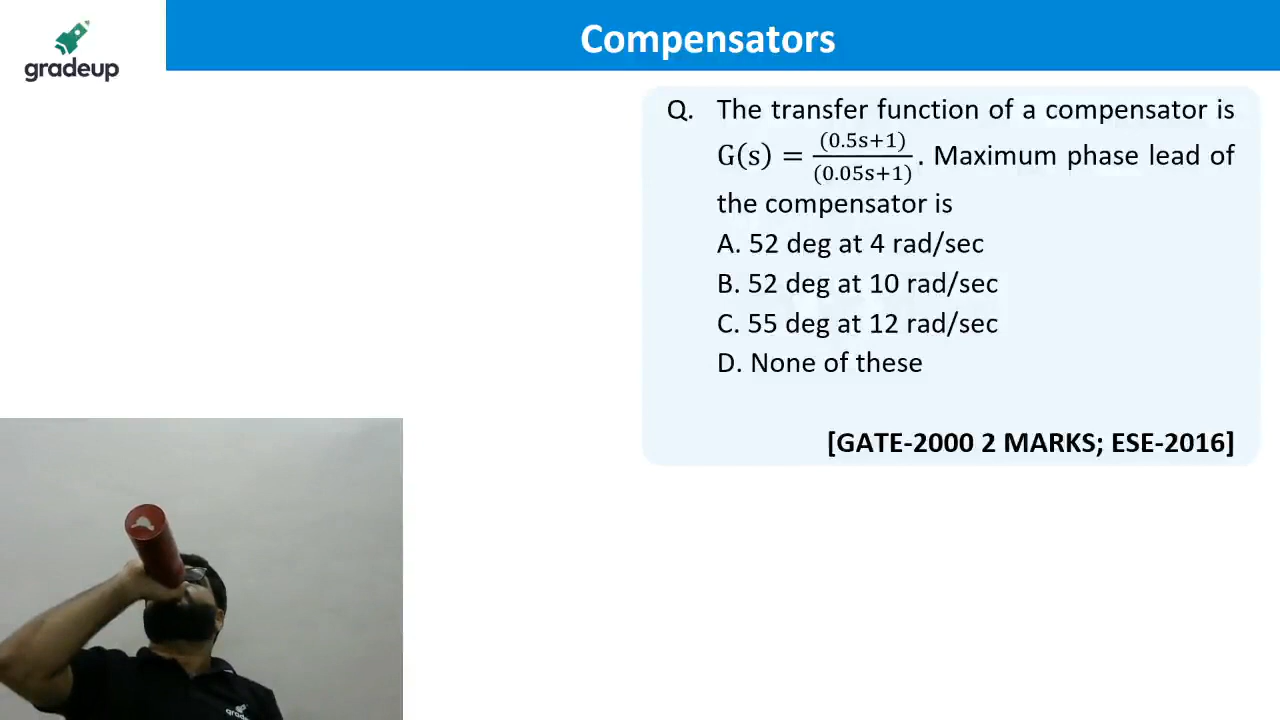 gradeup
Compensators
Q. The transfer function of a compensator is
G(s) = (0.5s+1)/(0.05s+1). Maximum phase lead of
the compensator is
A. 52 deg at 4 rad/sec
B. 52 deg at 10 rad/sec
C. 55 deg at 12 rad/sec
D. None of these
[GATE-2000 2 MARKS; ESE-2016]